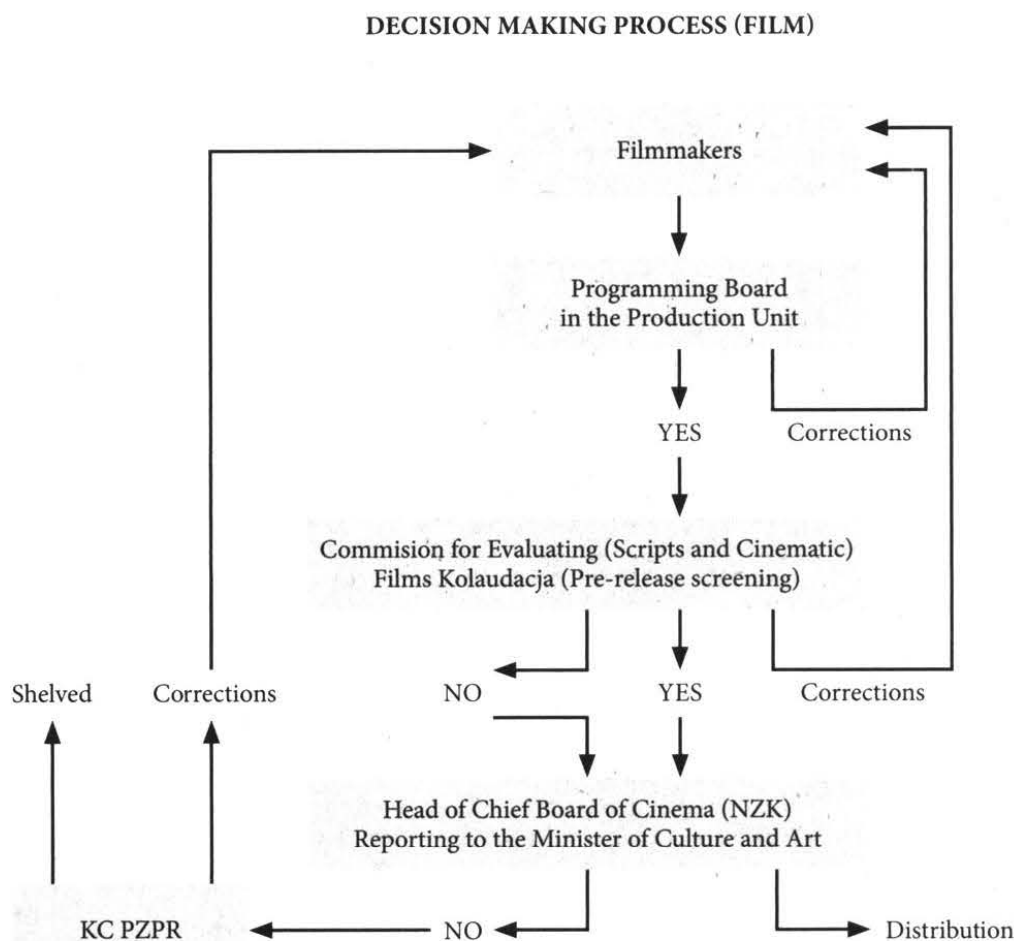 DECISION MAKING PROCESS (FILM)
Filmmakers
Programming Board
in the Production Unit
YES
Corrections
Commision for Evaluating (Scripts and Cinematic)
Films Kolaudacja (Pre-release screening)
Shelved
Corrections
NO
YES
Corrections
Head of Chief Board of Cinema (NZK)
Reporting to the Minister of Culture and Art
KC PZPR
NO
Distribution